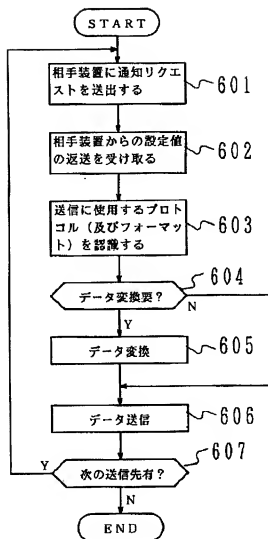 START
相手装置に通知リクエ
ストを送出する
601
相手装置からの設定値
の返送を受け取る
602
送信に使用するプロト
コル（及びフォーマッ
ト）を認識する
603
604
データ変換要？
N
Y
データ変換
605
データ送信
606
607
Y
次の送信先有？
N
END